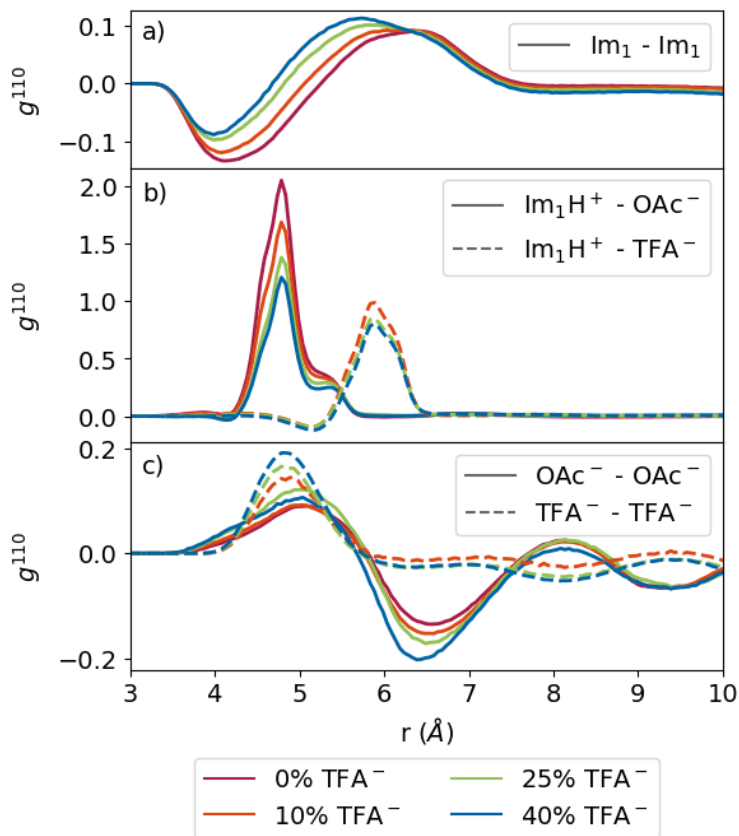 a)
Im₁ - Im₁
g¹¹⁰
0.1
0.0
−0.1
b)
Im₁H⁺ - OAc⁻
Im₁H⁺ - TFA⁻
g¹¹⁰
2.0
1.5
1.0
0.5
0.0
c)
OAc⁻ - OAc⁻
TFA⁻ - TFA⁻
g¹¹⁰
0.2
0.0
−0.2
3 4 5 6 7 8 9 10
r (Å)
0% TFA⁻
10% TFA⁻
25% TFA⁻
40% TFA⁻